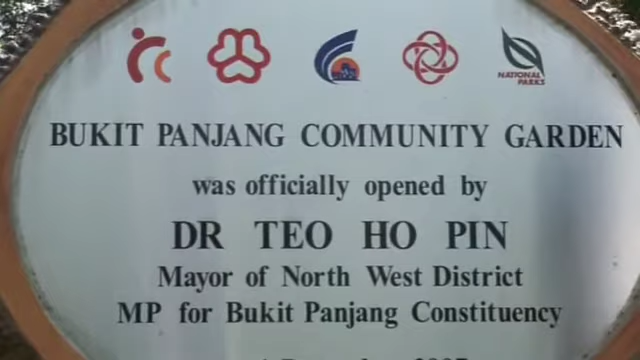 NATIONAL
PARKS
BUKIT PANJANG COMMUNITY GARDEN
was officially opened by
DR TEO HO PIN
Mayor of North West District
MP for Bukit Panjang Constituency